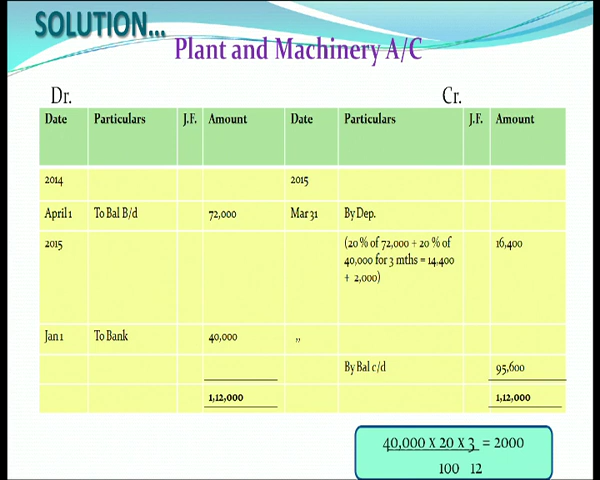 SOLUTION...
Plant and Machinery A/C
Dr. Cr.
Date Particulars J.F. Amount Date Particulars J.F. Amount
2014 2015
April 1 To Bal B/d 72,000 Mar 31 By Dep.
2015 (20 % of 72,000 + 20 % of 16,400
40,000 for 3 mths = 14,400
+ 2,000)
Jan 1 To Bank 40,000 ,,
By Bal c/d 95,600
1,12,000 1,12,000
40,000 X 20 X 3 = 2000
100 12